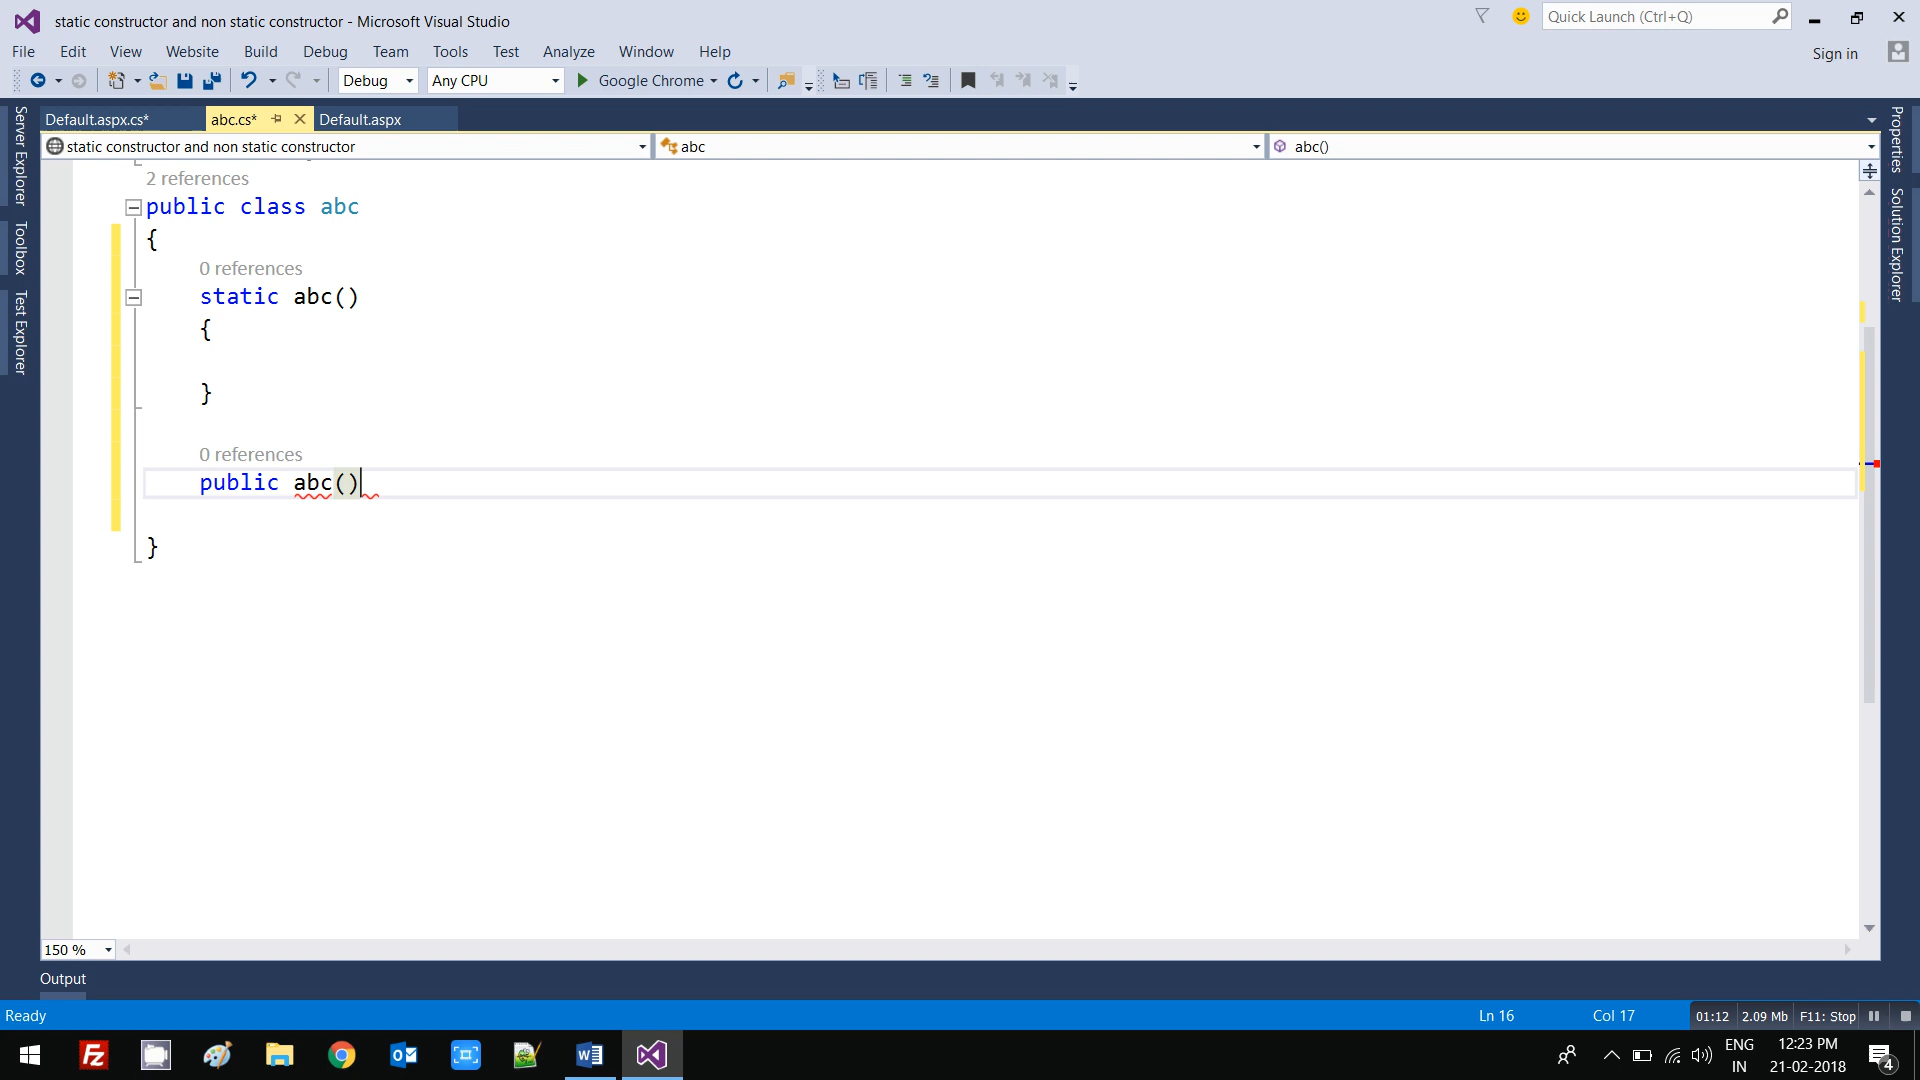 static constructor and non static constructor - Microsoft Visual Studio
Quick Launch (Ctrl+Q)
File Edit View Website Build Debug Team Tools Test Analyze Window Help
Sign in
Debug Any CPU Google Chrome
Default.aspx.cs* abc.cs* Default.aspx
static constructor and non static constructor abc abc()
Server Explorer
Toolbox
Test Explorer
Properties
Solution Explorer
2 references
public class abc
{
0 references
static abc()
{
}
0 references
public abc()
}
150 %
Output
Ready Ln 16 Col 17 01:12 2.09 Mb F11: Stop
ENG 12:23 PM
IN 21-02-2018 4